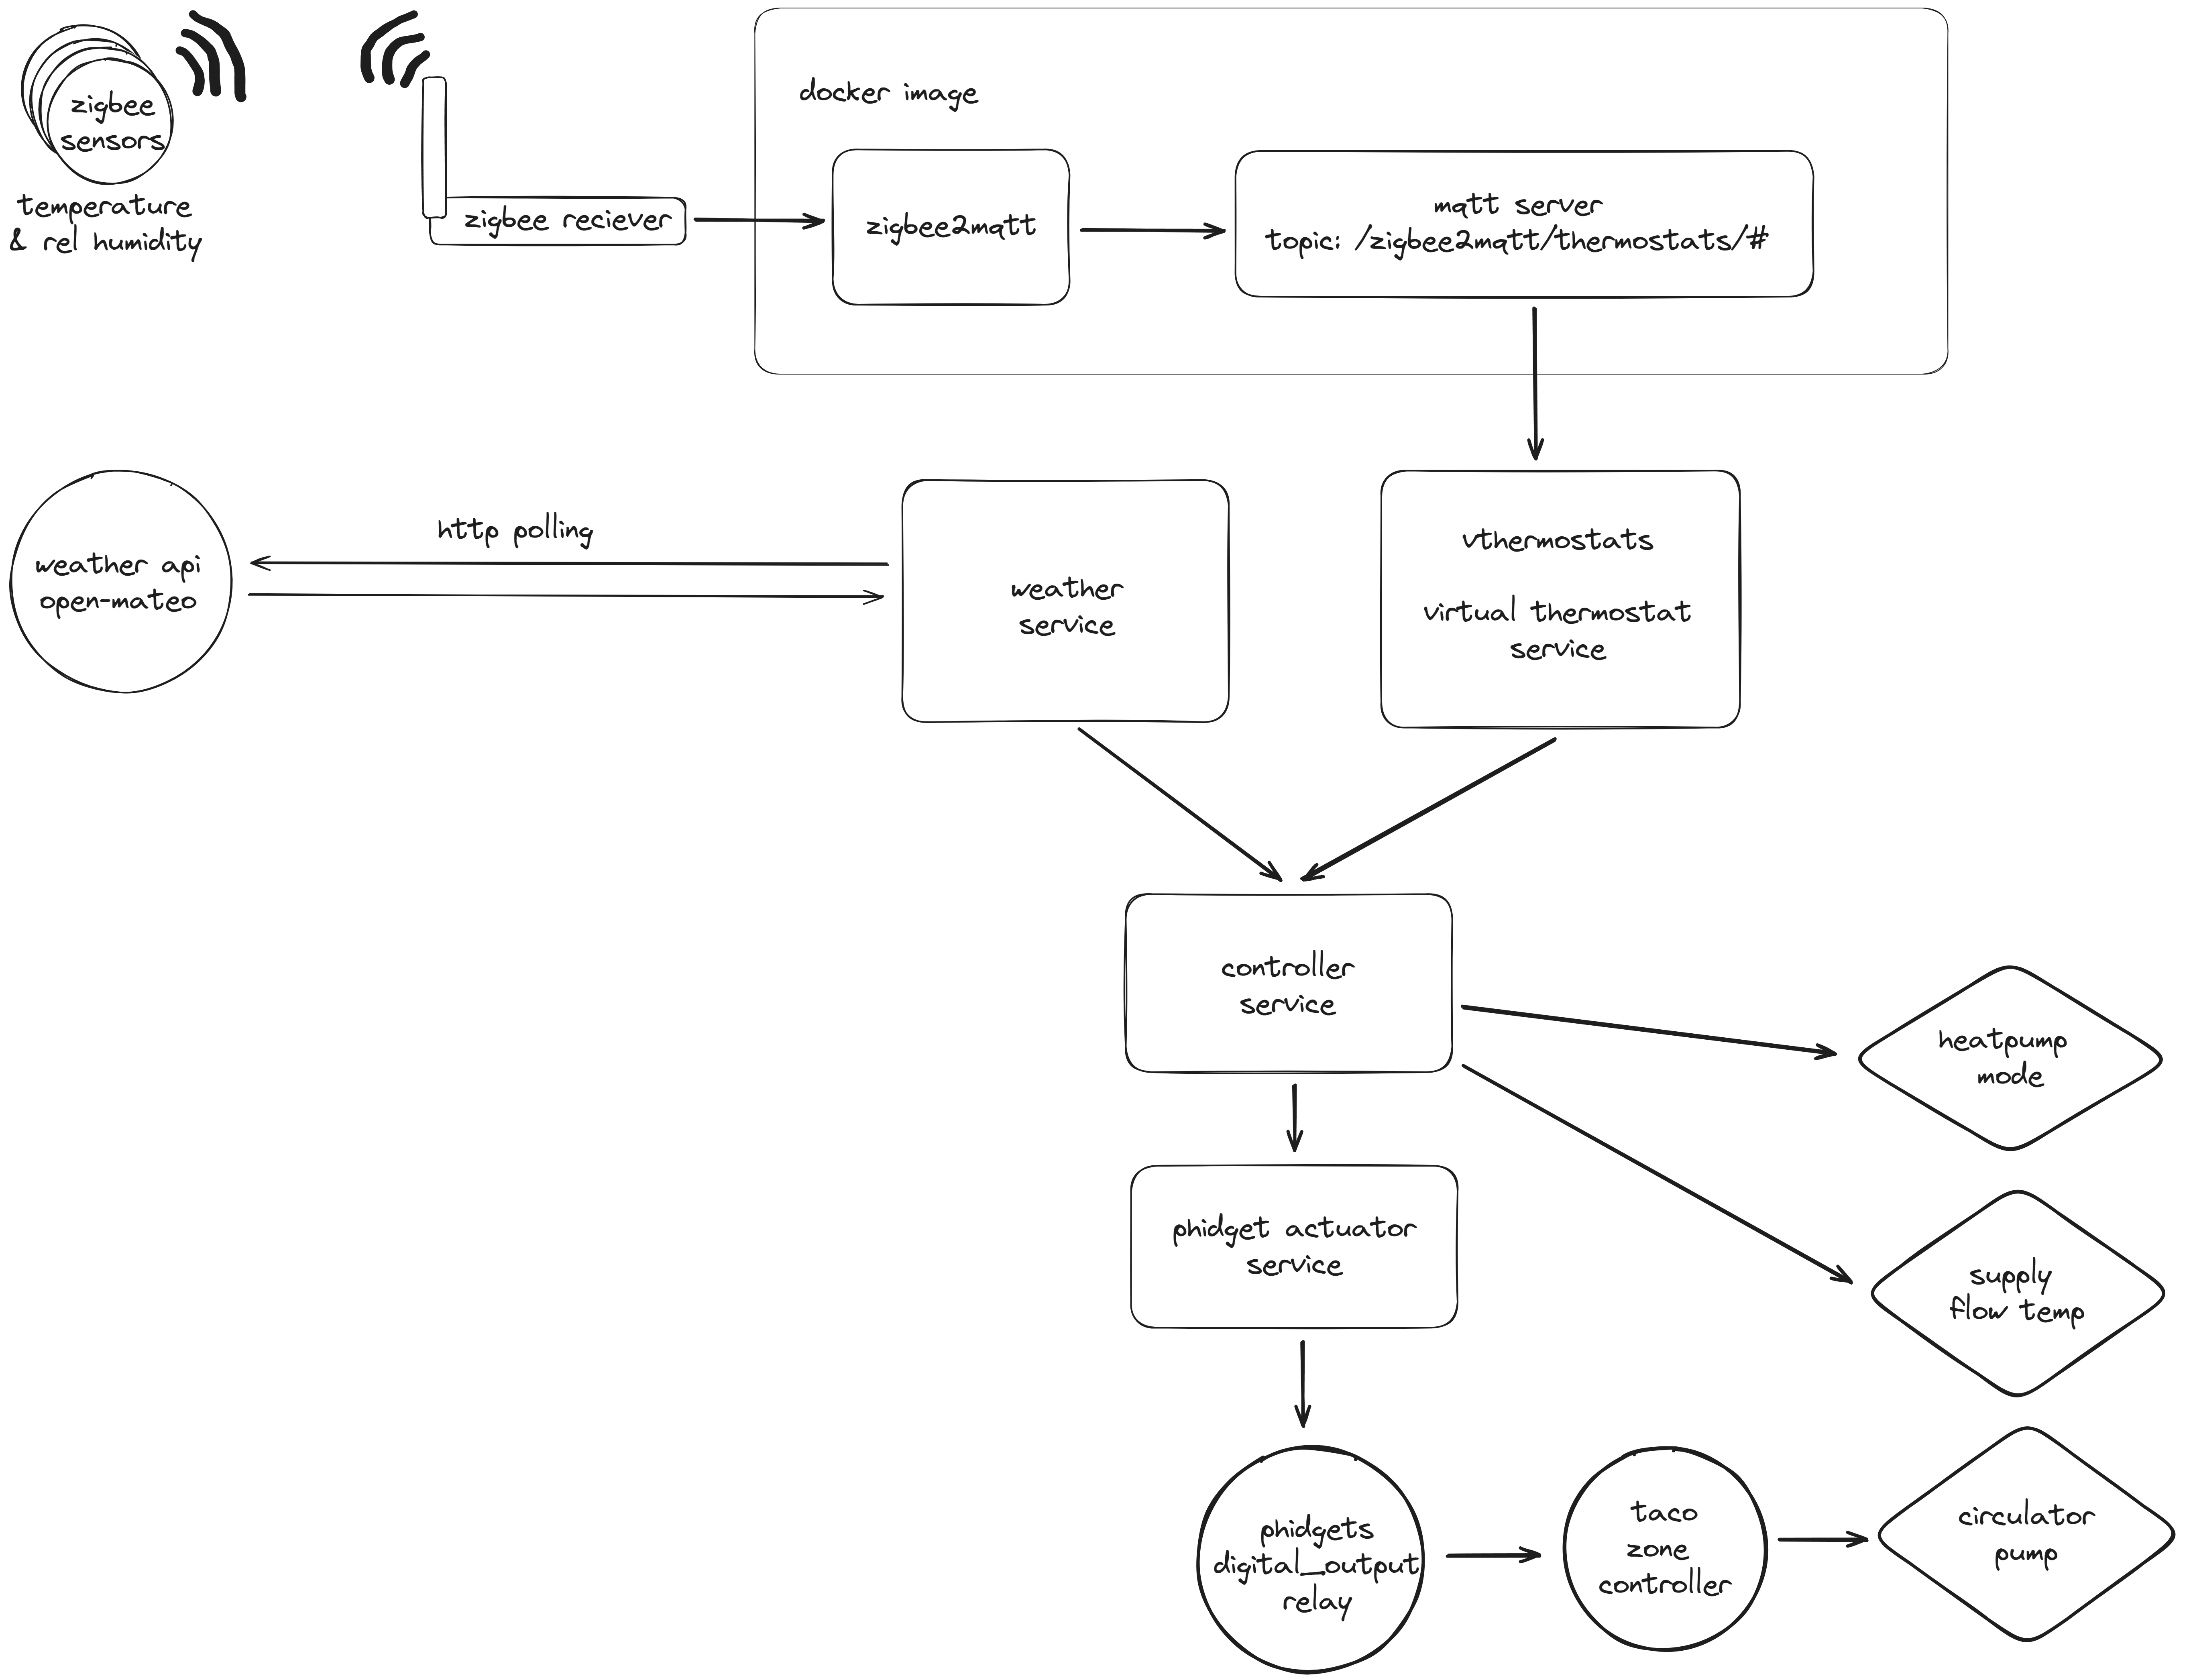 docker image
zigbee
sensors
temperature
& rel humidity
zigbee reciever
zigbee2mqtt
mqtt server
topic: /zigbee2mqtt/thermostats/#
weather api
open-mateo
http polling
weather
service
vthermostats
virtual thermostat
service
controller
service
heatpump
mode
phidget actuator
service
supply
flow temp
phidgets
digital_output
relay
taco
zone
controller
circulator
pump